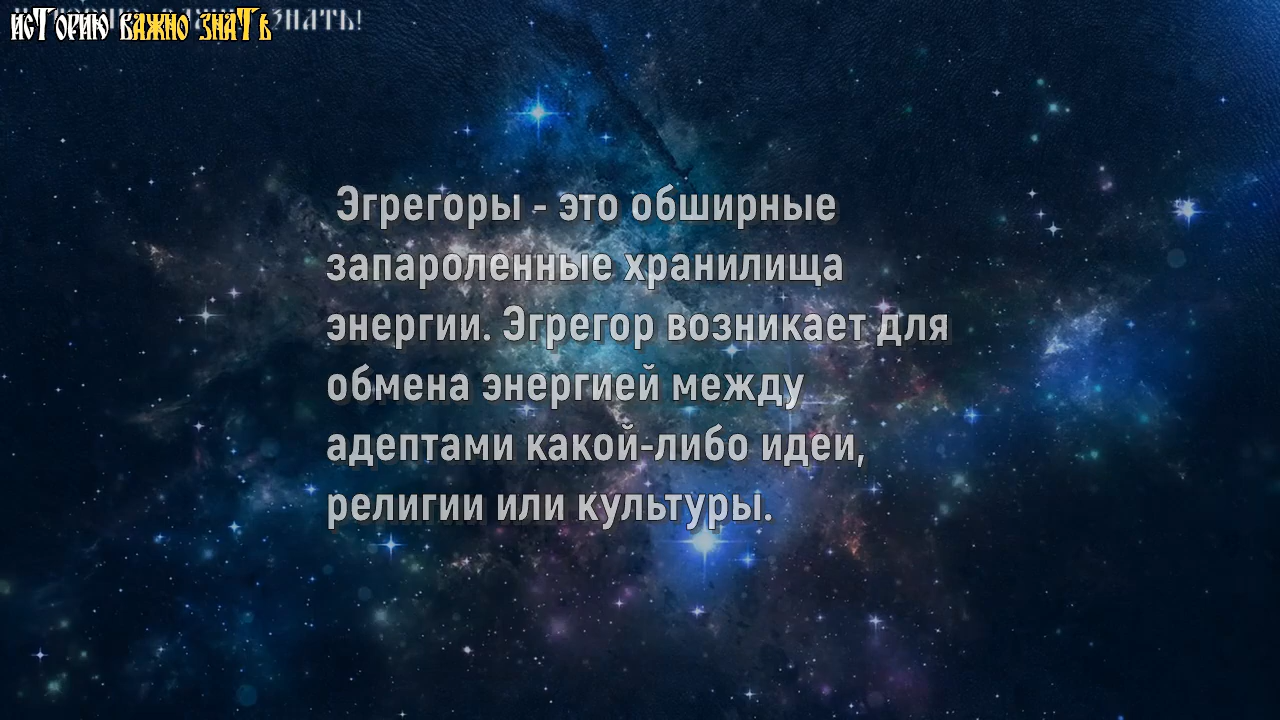 ИСТОРИЮ ВАЖНО ЗНАТЬ
ЗНАТЬ!
Эгрегоры - это обширные
запароленные хранилища
энергии. Эгрегор возникает для
обмена энергией между
адептами какой-либо идеи,
религии или культуры.